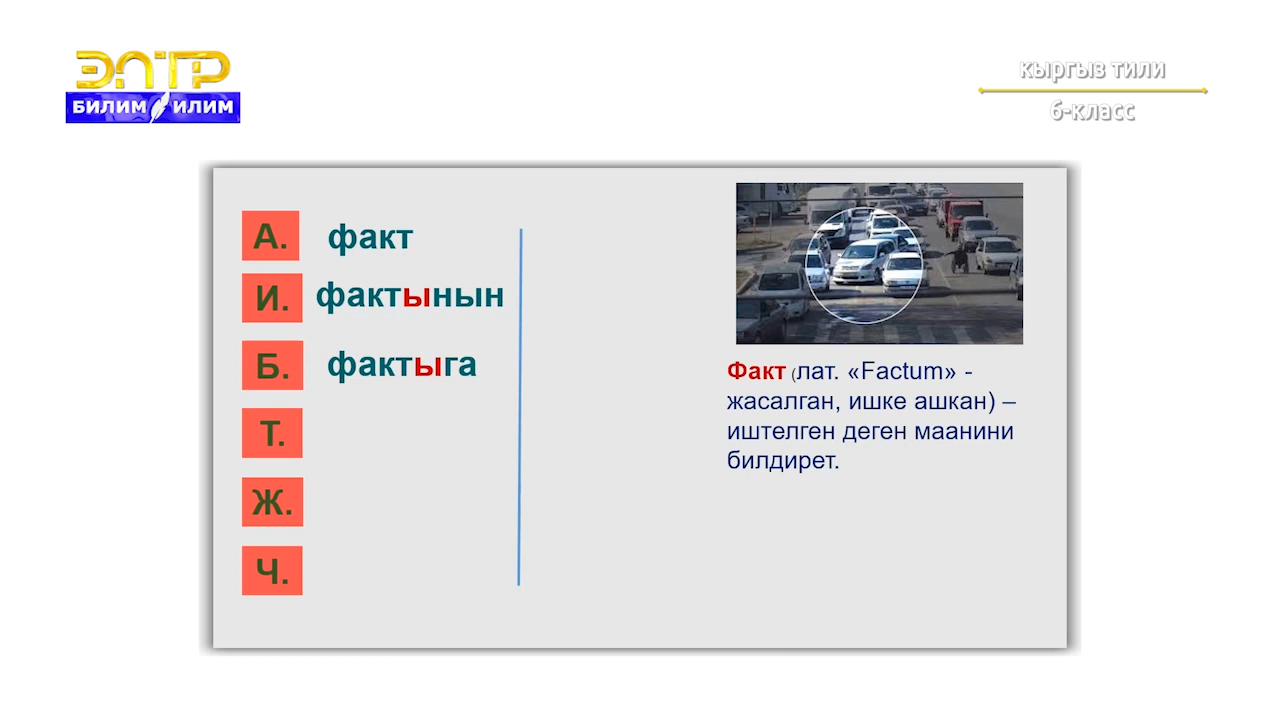 ЭЛТР
БИЛИМ ИЛИМ
кыргыз тили
6-класс
А. факт
И. фактынын
Б. фактыга
Т.
Ж.
Ч.
Факт (лат. «Factum» -
жасалган, ишке ашкан) –
иштелген деген маанини
билдирет.